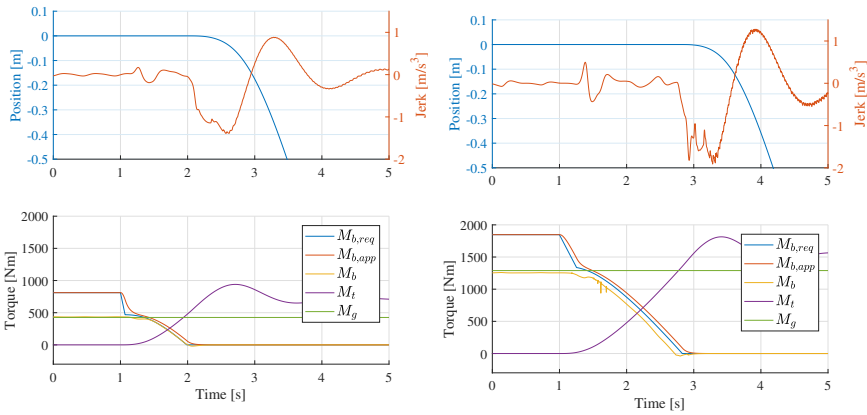 0.1
0
-0.1
-0.2
-0.3
-0.4
-0.5
Position [m]
0 1 2 3 4 5
1
0
-1
-2
Jerk [m/s³]
0.1
0
-0.1
-0.2
-0.3
-0.4
-0.5
Position [m]
0 1 2 3 4 5
1
0
-1
-2
Jerk [m/s³]
2000
1500
1000
500
0
Torque [Nm]
M_{b,req}
M_{b,app}
M_b
M_t
M_g
0 1 2 3 4 5
Time [s]
2000
1500
1000
500
0
Torque [Nm]
M_{b,req}
M_{b,app}
M_b
M_t
M_g
0 1 2 3 4 5
Time [s]